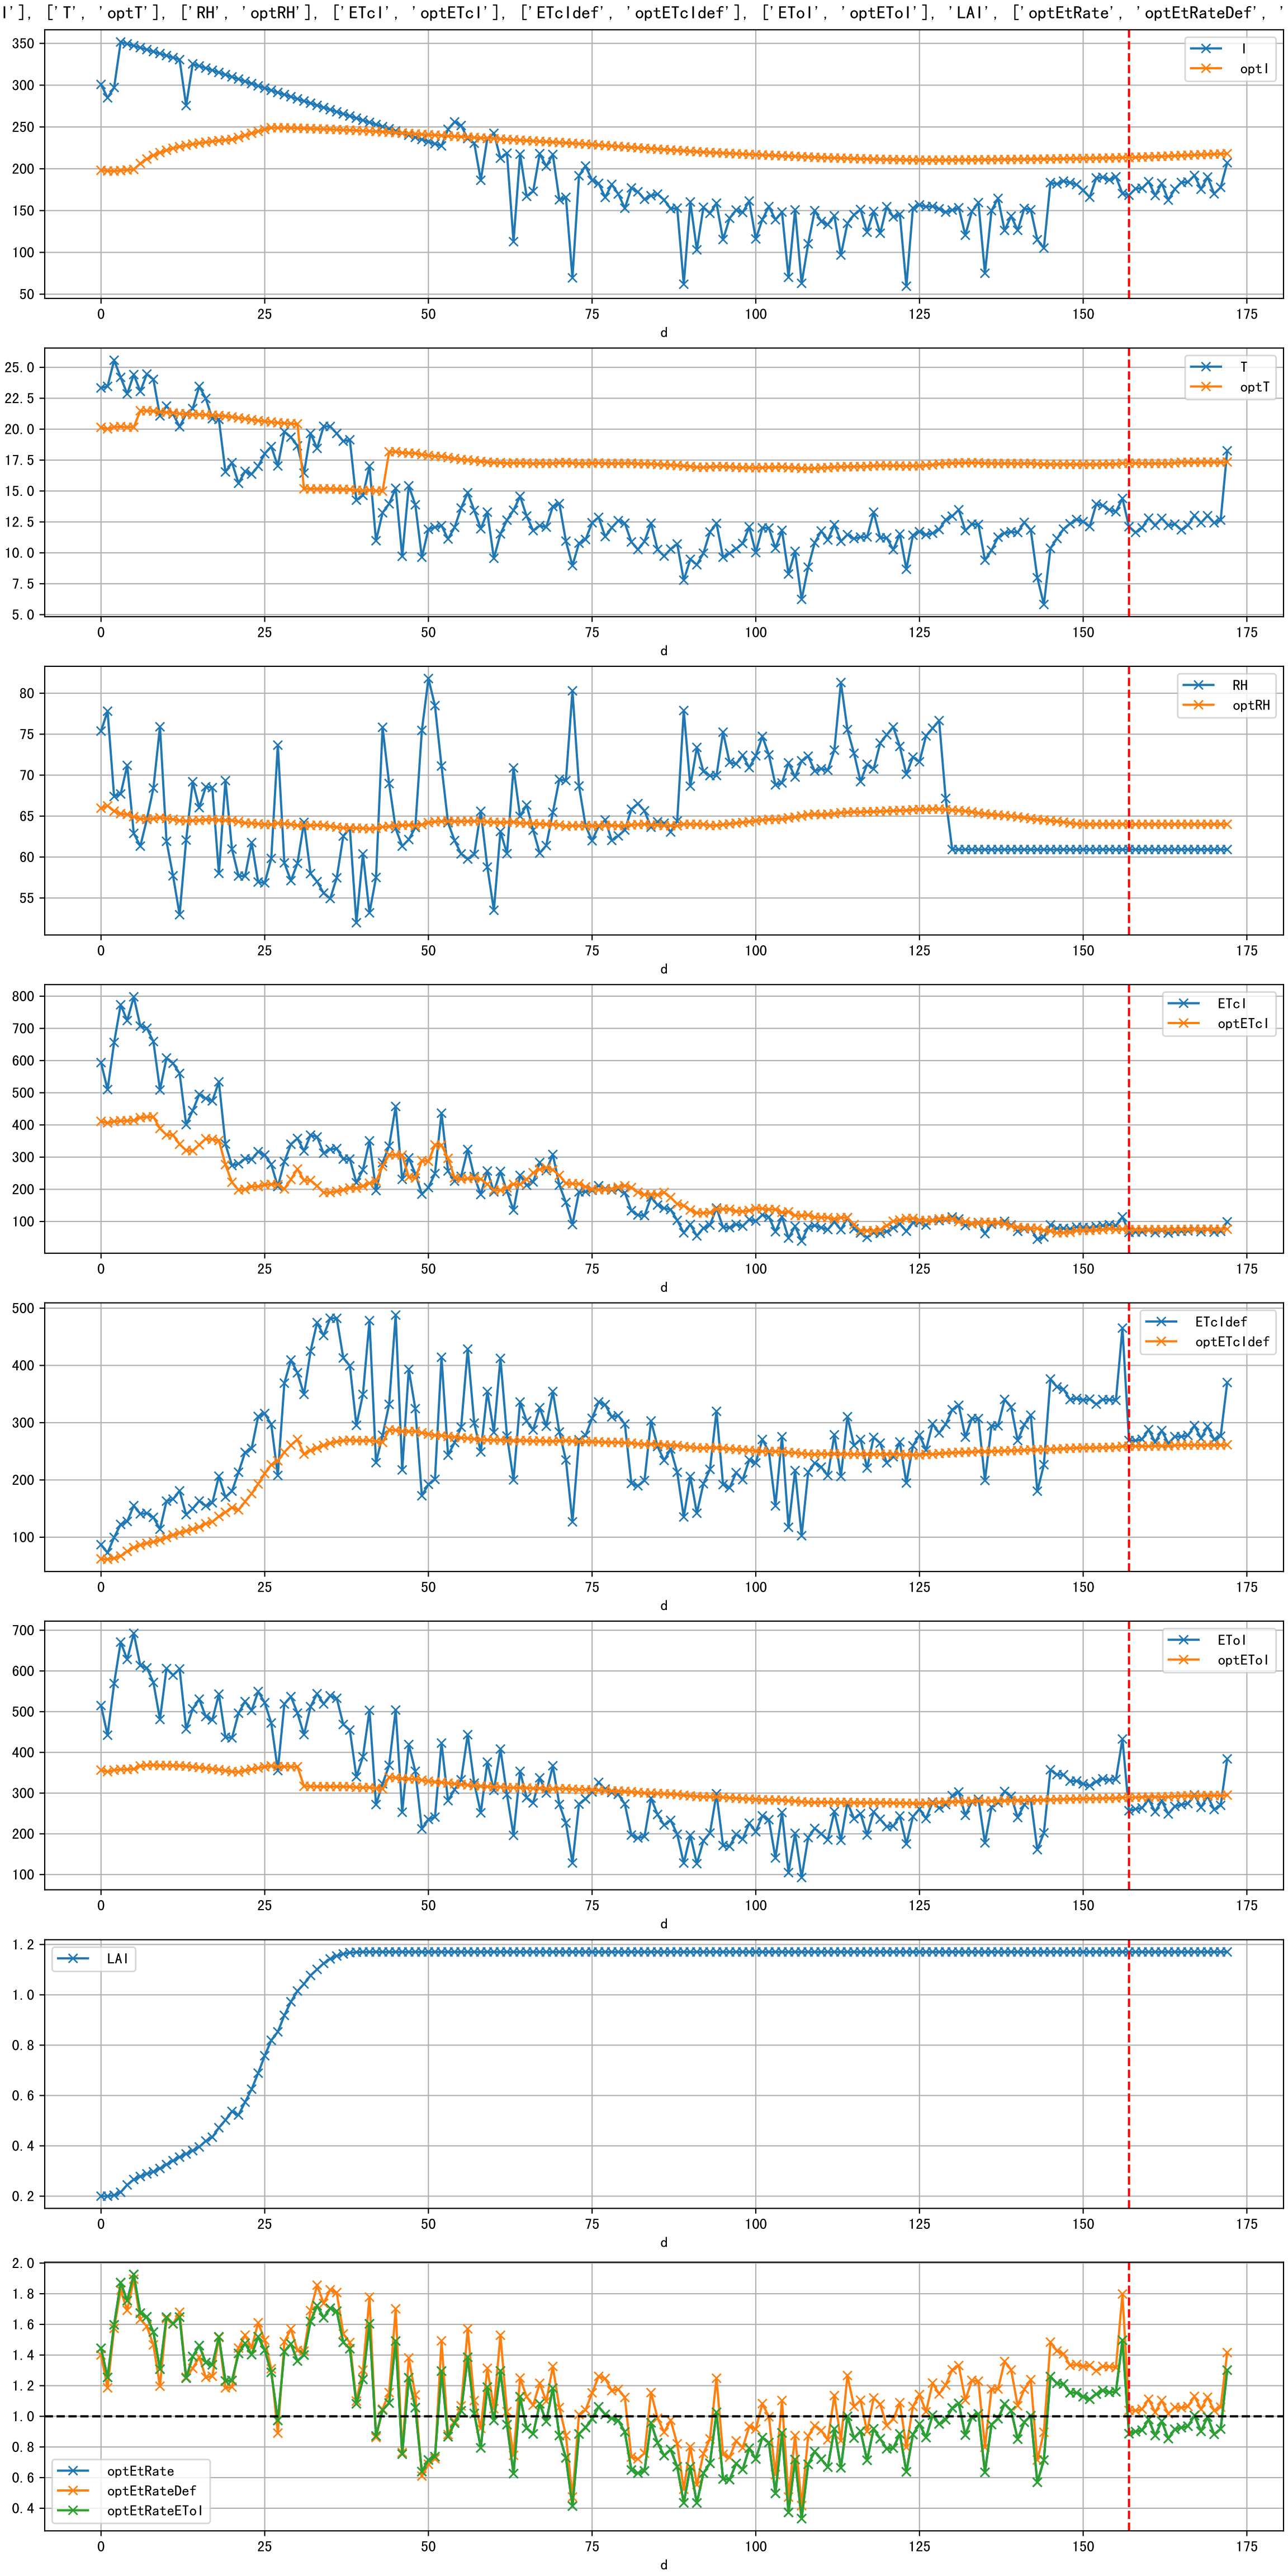 I'], ['T', 'optT'], ['RH', 'optRH'], ['ETcI', 'optETcI'], ['ETcIdef', 'optETcIdef'], ['EToI', 'optEToI'], 'LAI', ['optEtRate', 'optEtRateDef', '
I
optI
350
300
250
200
150
100
50
0 25 50 75 100 125 150 175
d
T
optT
25.0
22.5
20.0
17.5
15.0
12.5
10.0
7.5
5.0
0 25 50 75 100 125 150 175
d
RH
optRH
80
75
70
65
60
55
0 25 50 75 100 125 150 175
d
ETcI
optETcI
800
700
600
500
400
300
200
100
0 25 50 75 100 125 150 175
d
ETcIdef
optETcIdef
500
400
300
200
100
0 25 50 75 100 125 150 175
d
EToI
optEToI
700
600
500
400
300
200
100
0 25 50 75 100 125 150 175
d
LAI
1.2
1.0
0.8
0.6
0.4
0.2
0 25 50 75 100 125 150 175
d
2.0
1.8
1.6
1.4
1.2
1.0
0.8
0.6
0.4
optEtRate
optEtRateDef
optEtRateEToI
0 25 50 75 100 125 150 175
d